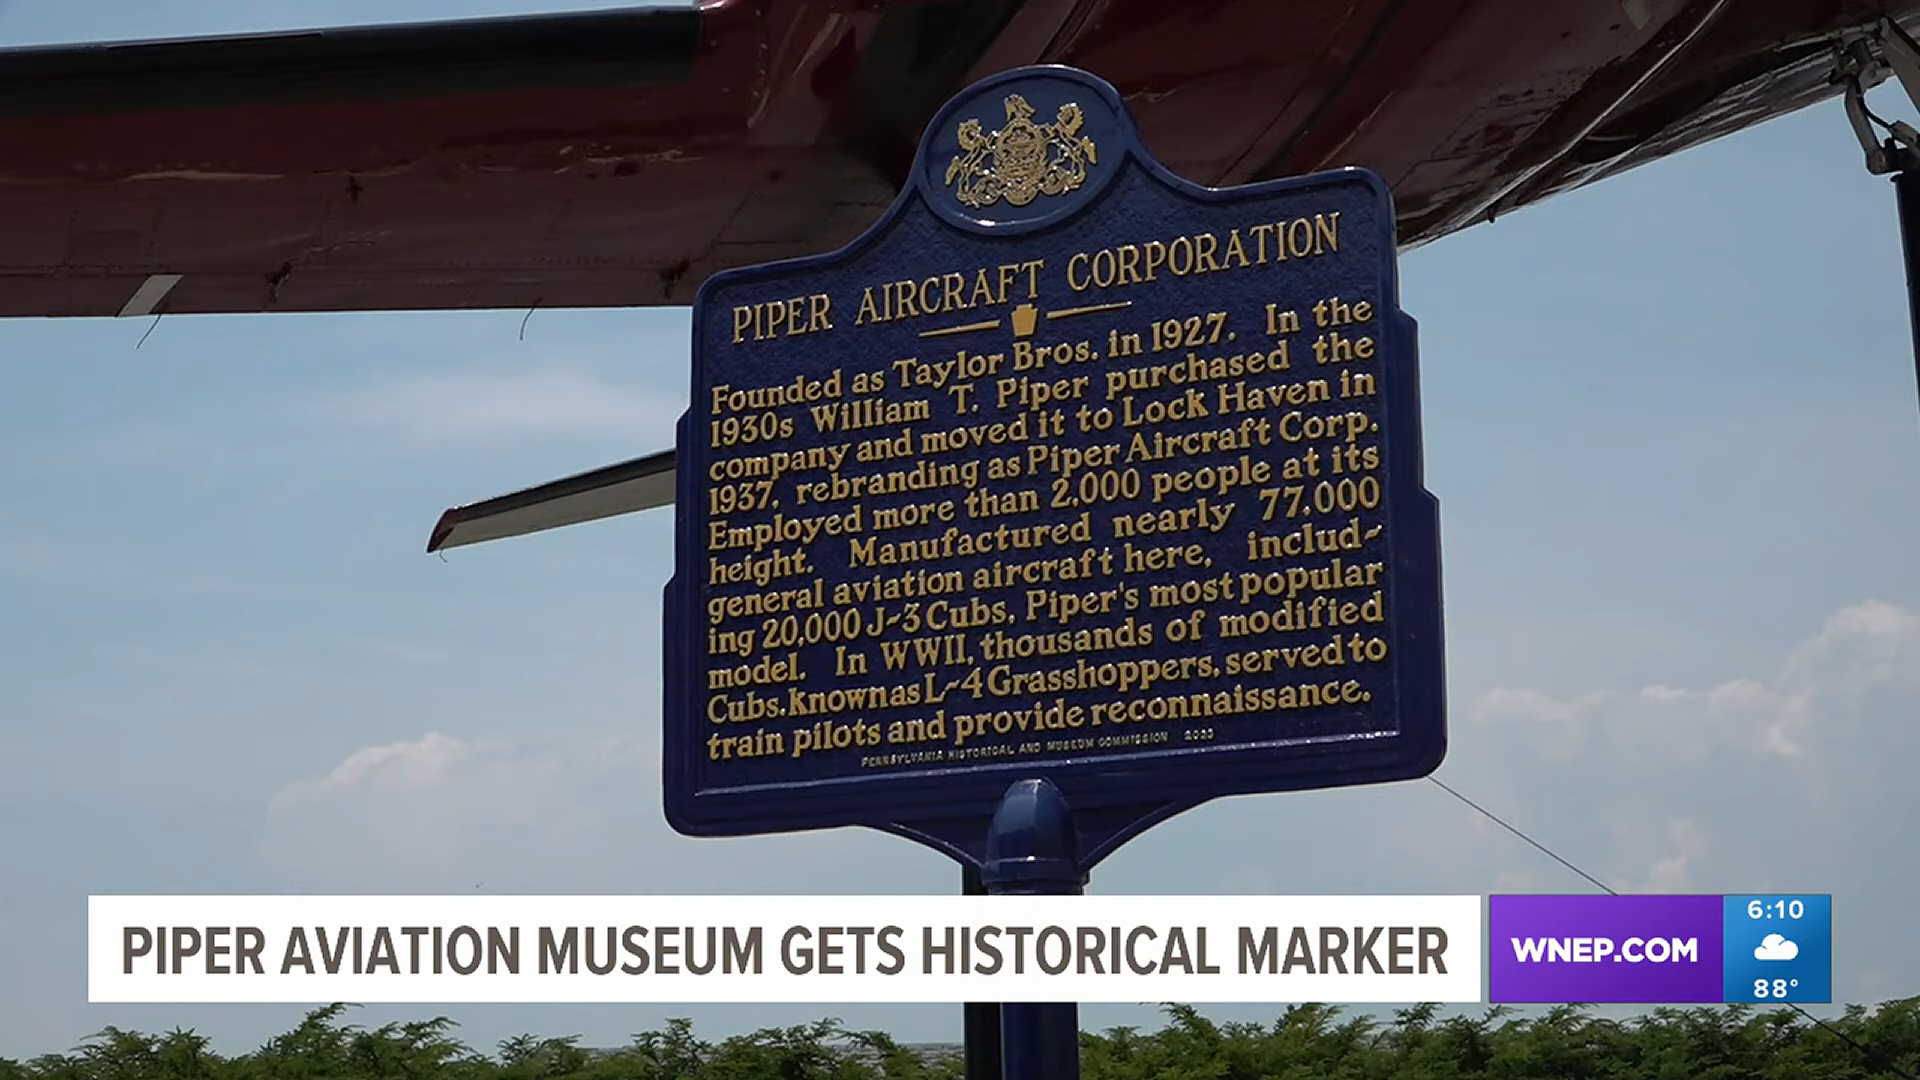 PIPER AIRCRAFT CORPORATION
Founded as Taylor Bros. in 1927. In the
1930s William T. Piper purchased the
company and moved it to Lock Haven in
1937, rebranding as Piper Aircraft Corp.
Employed more than 2,000 people at its
height. Manufactured nearly 77,000
general aviation aircraft here, includ-
ing 20,000 J-3 Cubs, Piper's most popular
model. In WWII, thousands of modified
Cubs, known as L-4 Grasshoppers, served to
train pilots and provide reconnaissance.
PENNSYLVANIA HISTORICAL AND MUSEUM COMMISSION 2023
PIPER AVIATION MUSEUM GETS HISTORICAL MARKER
WNEP.COM
6:10
88°